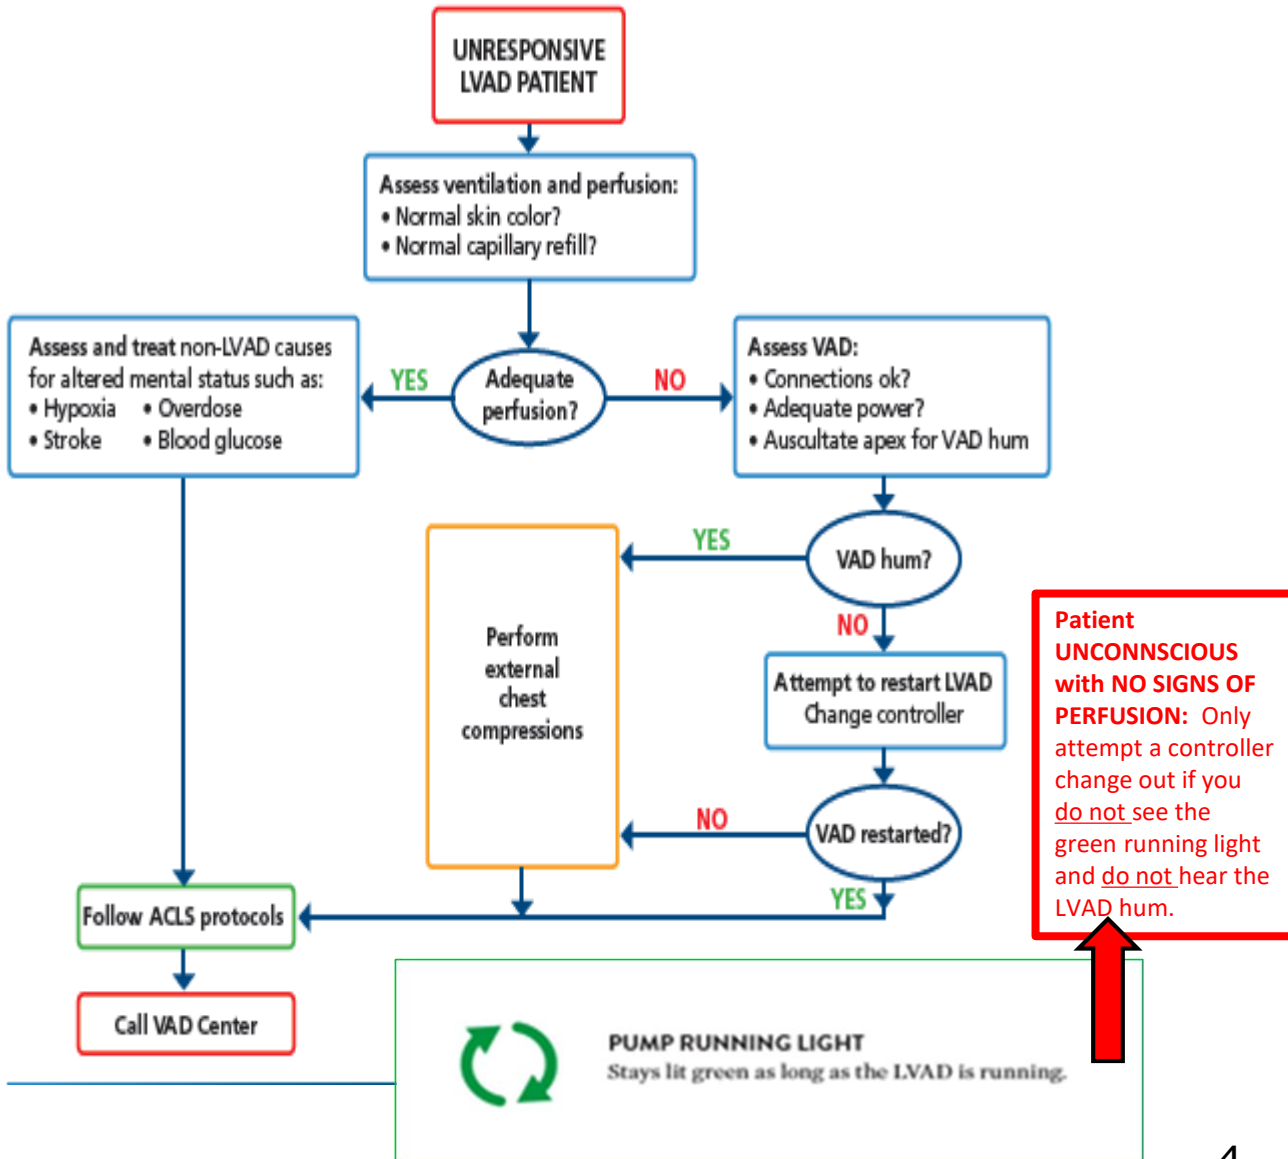 UNRESPONSIVE
LVAD PATIENT
Assess ventilation and perfusion:
• Normal skin color?
• Normal capillary refill?
Adequate
perfusion?
YES
NO
Assess and treat non-LVAD causes
for altered mental status such as:
• Hypoxia • Overdose
• Stroke • Blood glucose
Assess VAD:
• Connections ok?
• Adequate power?
• Auscultate apex for VAD hum
VAD hum?
YES
NO
Perform
external
chest
compressions
Attempt to restart LVAD
Change controller
VAD restarted?
NO
YES
Patient
UNCONNSCIOUS
with NO SIGNS OF
PERFUSION: Only
attempt a controller
change out if you
do not see the
green running light
and do not hear the
LVAD hum.
Follow ACLS protocols
Call VAD Center
PUMP RUNNING LIGHT
Stays lit green as long as the LVAD is running.
4